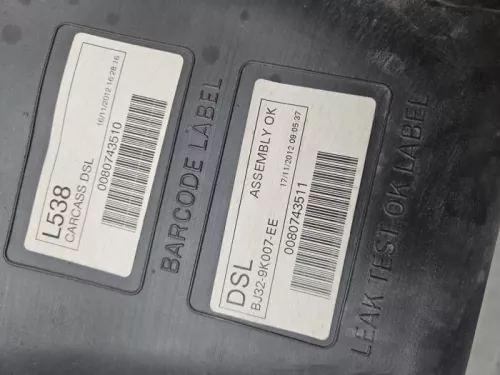 L538
CARCASS DSL
16/11/2012 16:28:16
0080743510
BARCODE LABEL
DSL
BJ32-9K007-EE
ASSEMBLY OK
17/11/2012 09:05:37
0080743511
LEAK TEST OK LABEL